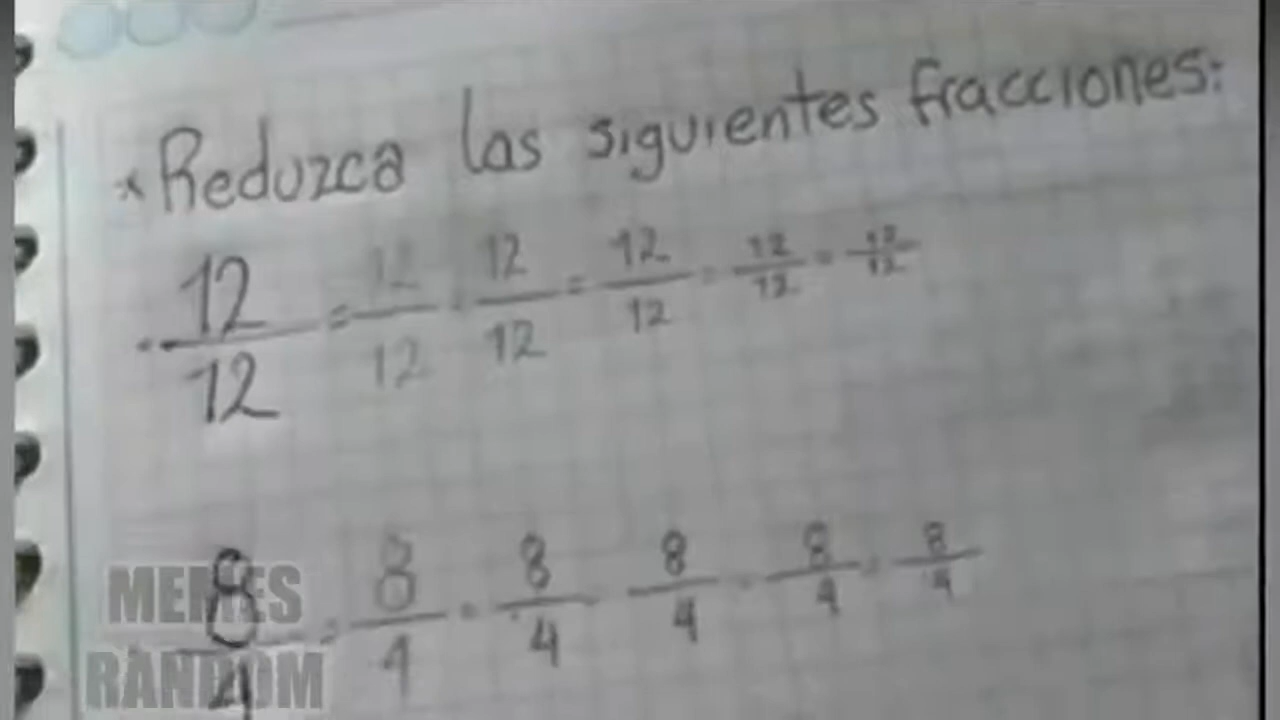 * Reduzca las siguientes fracciones:
12/12 = 12/12 = 12/12 = 12/12 = 12/12 = 12/12
8/4 = 8/4 = 8/4 = 8/4 = 8/4 = 8/4
MEMES
RANDOM